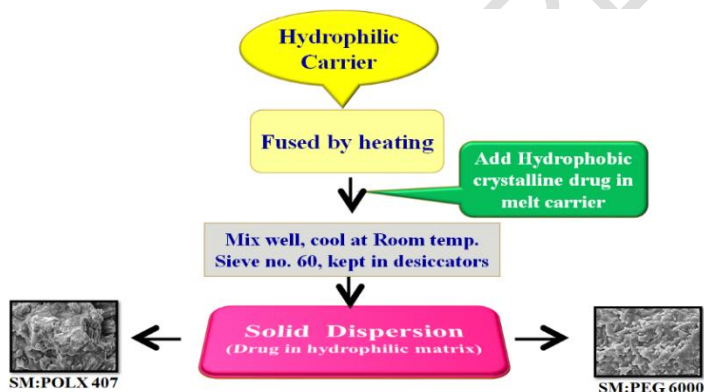 Hydrophilic
Carrier
Fused by heating
Add Hydrophobic
crystalline drug in
melt carrier
Mix well, cool at Room temp.
Sieve no. 60, kept in desiccators
Solid Dispersion
(Drug in hydrophilic matrix)
SM:POLX 407
SM:PEG 6000